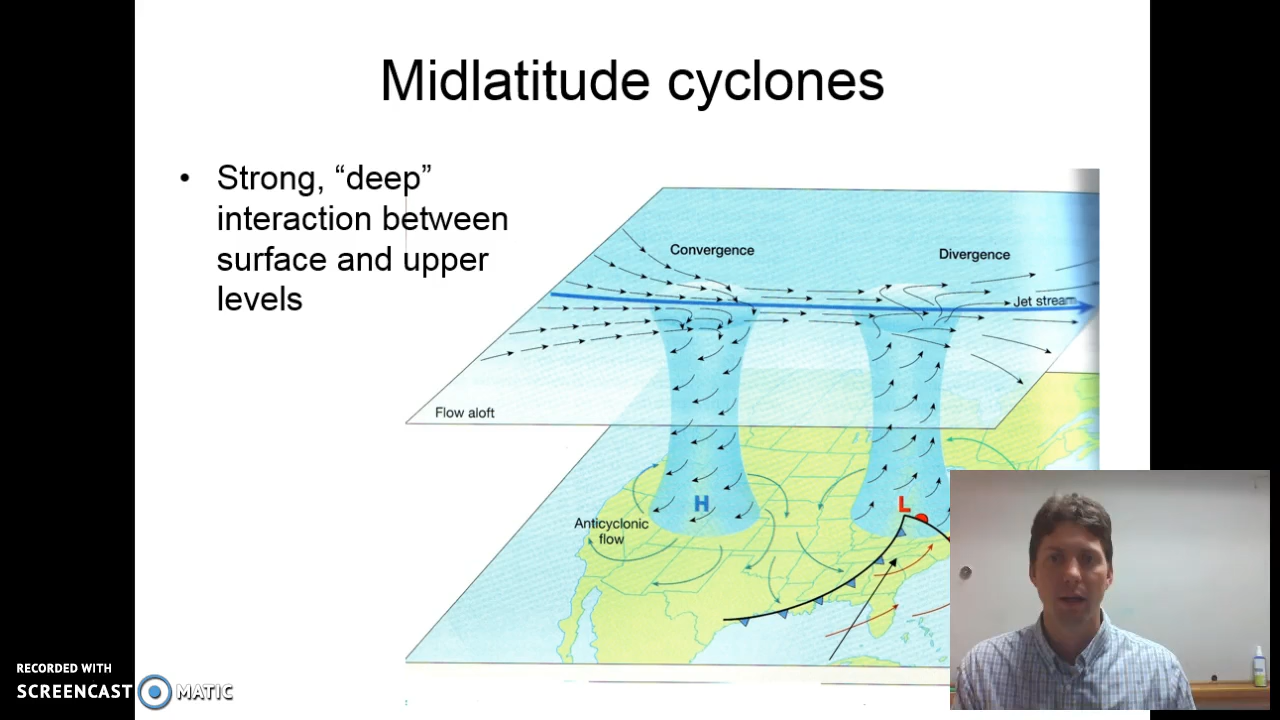 Midlatitude cyclones
• Strong, “deep”
interaction between
surface and upper
levels
Convergence
Divergence
Jet stream
Flow aloft
H
L
Anticyclonic
flow
RECORDED WITH
SCREENCAST MATIC